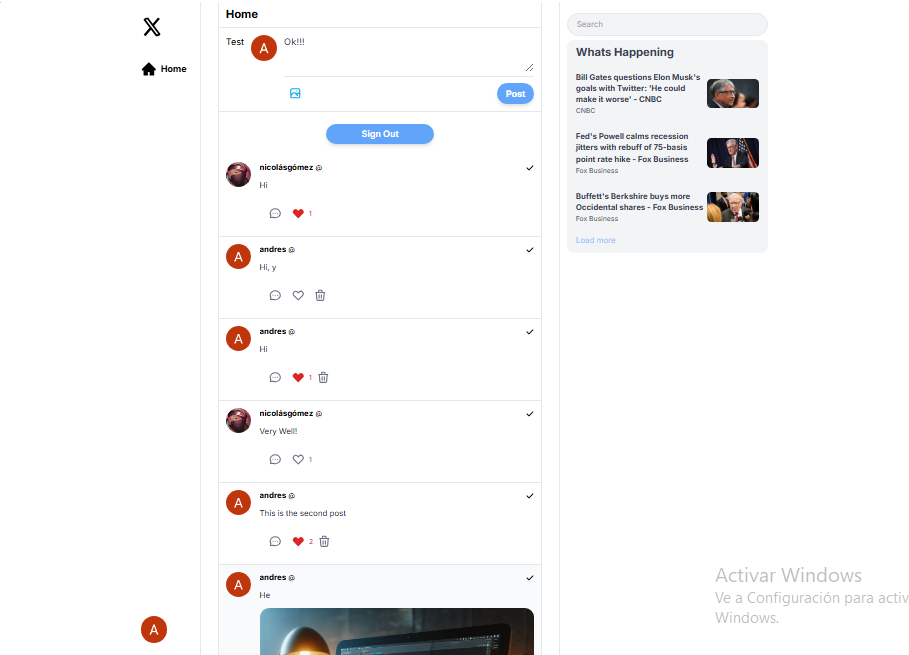 Home
Home
Test
A
Ok!!!
Post
Sign Out
nicolásgómez @
Hi
1
A
andres @
Hi, y
A
andres @
Hi
1
nicolásgómez @
Very Well!
1
A
andres @
This is the second post
2
A
andres @
He
A
Search
Whats Happening
Bill Gates questions Elon Musk's
goals with Twitter: 'He could
make it worse' - CNBC
CNBC
Fed's Powell calms recession
jitters with rebuff of 75-basis
point rate hike - Fox Business
Fox Business
Buffett's Berkshire buys more
Occidental shares - Fox Business
Fox Business
Load more
Activar Windows
Ve a Configuración para activ
Windows.